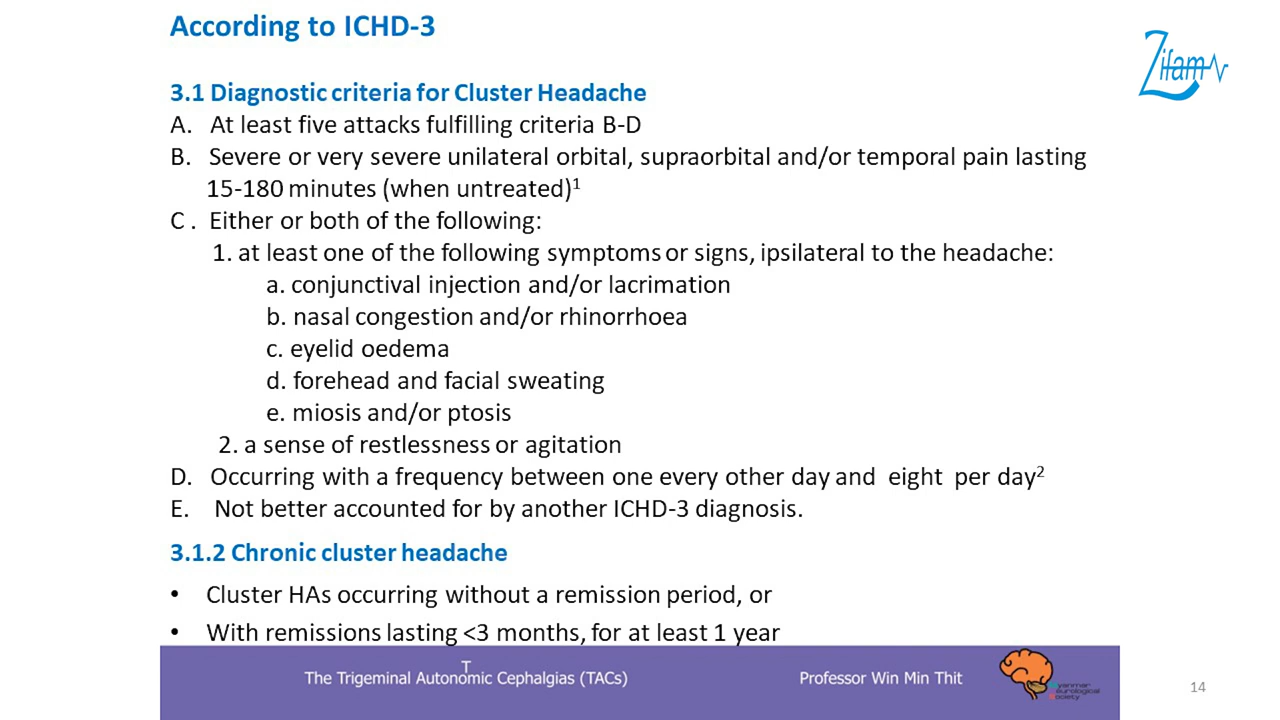 According to ICHD-3
Zifam
3.1 Diagnostic criteria for Cluster Headache
A. At least five attacks fulfilling criteria B-D
B. Severe or very severe unilateral orbital, supraorbital and/or temporal pain lasting
15-180 minutes (when untreated)1
C . Either or both of the following:
1. at least one of the following symptoms or signs, ipsilateral to the headache:
a. conjunctival injection and/or lacrimation
b. nasal congestion and/or rhinorrhoea
c. eyelid oedema
d. forehead and facial sweating
e. miosis and/or ptosis
2. a sense of restlessness or agitation
D. Occurring with a frequency between one every other day and eight per day2
E. Not better accounted for by another ICHD-3 diagnosis.
3.1.2 Chronic cluster headache
• Cluster HAs occurring without a remission period, or
• With remissions lasting <3 months, for at least 1 year
T
The Trigeminal Autonomic Cephalgias (TACs)
Professor Win Min Thit
Myanmar
Neurological
Society
14